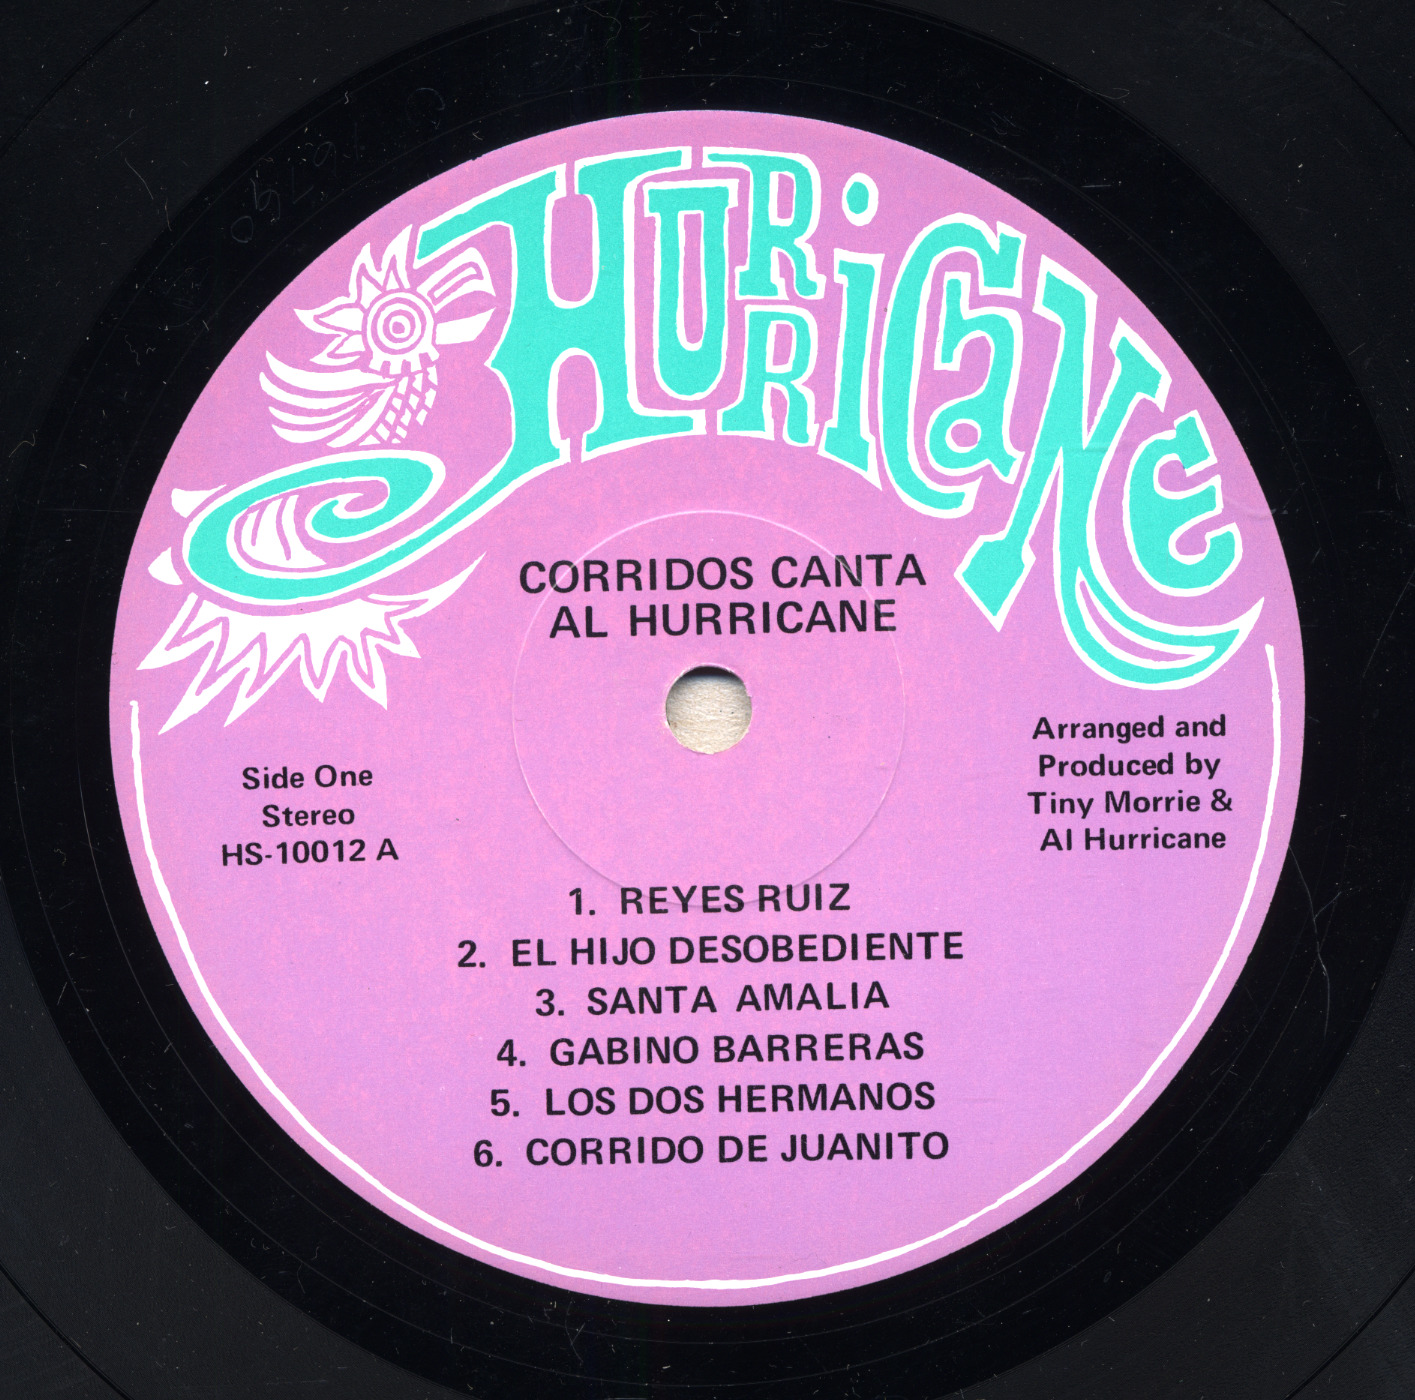 HURRICANE
CORRIDOS CANTA
AL HURRICANE
Side One
Stereo
HS-10012 A
Arranged and
Produced by
Tiny Morrie &
Al Hurricane
1. REYES RUIZ
2. EL HIJO DESOBEDIENTE
3. SANTA AMALIA
4. GABINO BARRERAS
5. LOS DOS HERMANOS
6. CORRIDO DE JUANITO